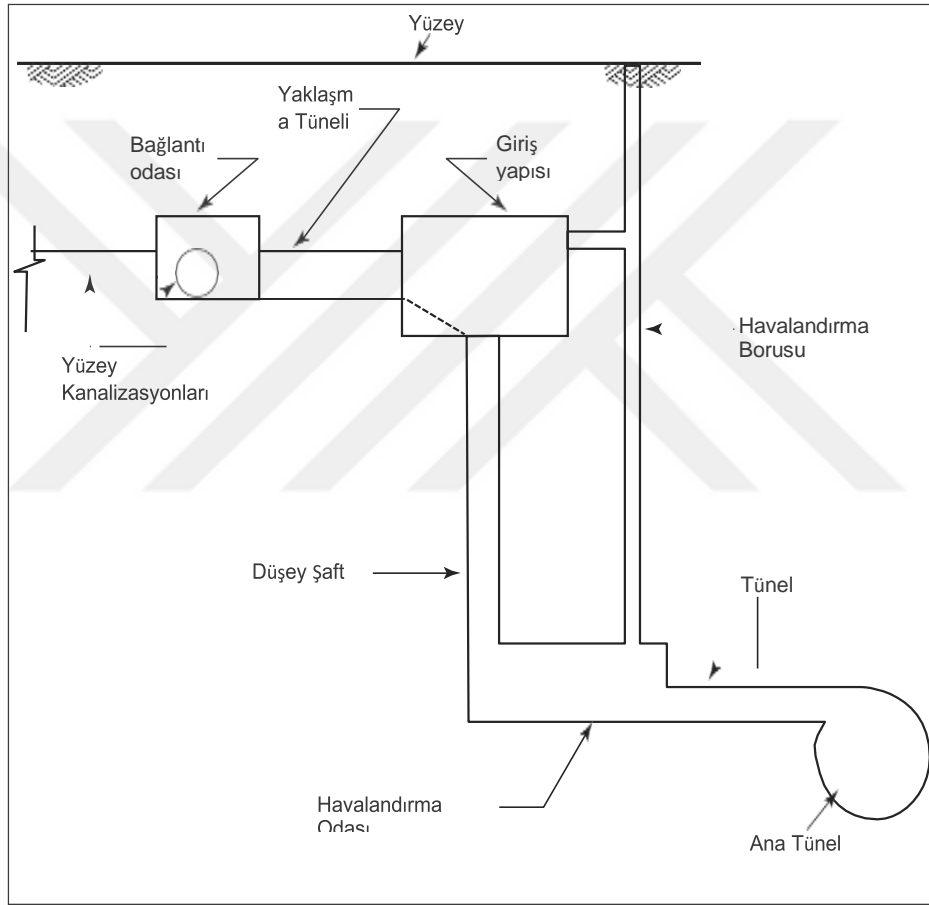 Yüzey
Yaklaşm
a Tüneli
Bağlantı
odası
Giriş
yapısı
Havalandırma
Borusu
Yüzey
Kanalizasyonları
Düşey Şaft
Tünel
Havalandırma
Odası
Ana Tünel